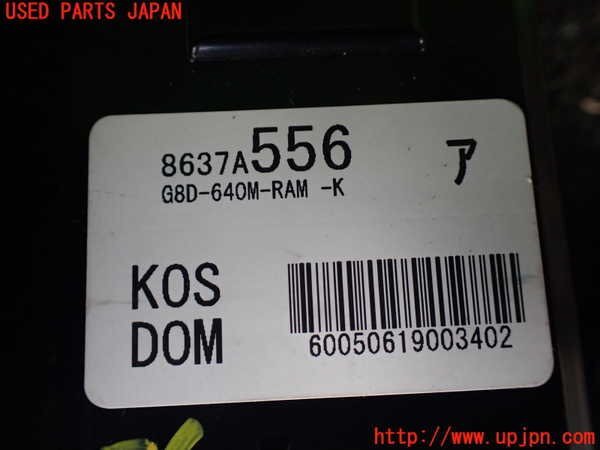 USED PARTS JAPAN
8637A556
ア
G8D-640M-RAM -K
KOS
DOM
60050619003402
http://www.upjpn.com/